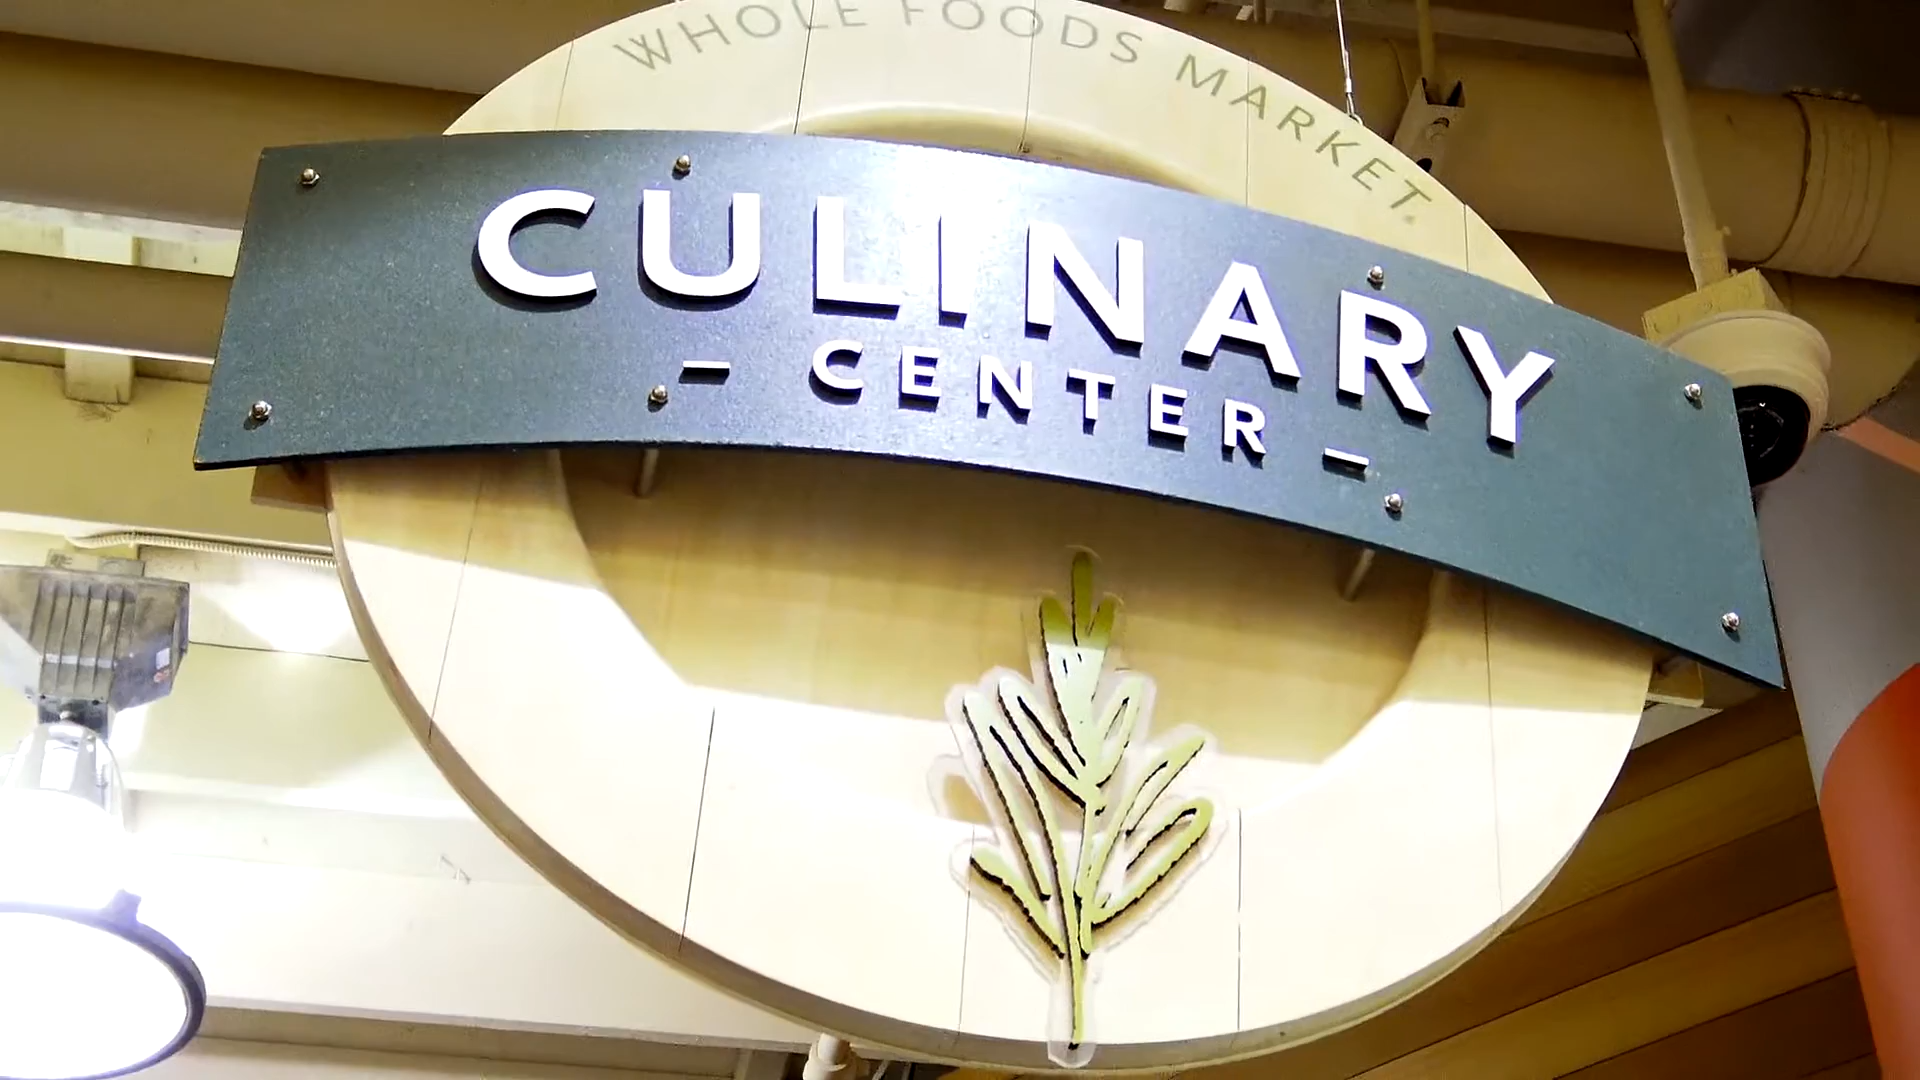 WHOLE FOODS MARKET
CULINARY
– CENTER –